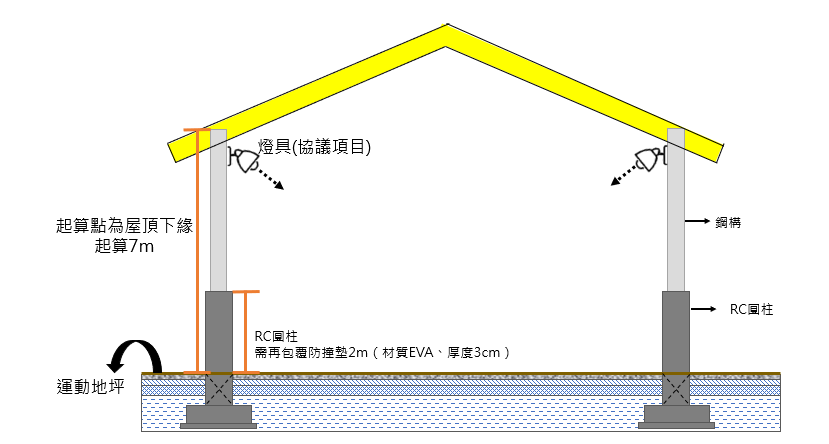 燈具(協議項目)
起算點為屋頂下緣
起算7m
鋼構
RC圓柱
RC圓柱
需再包覆防撞墊2m（材質EVA、厚度3cm）
運動地坪